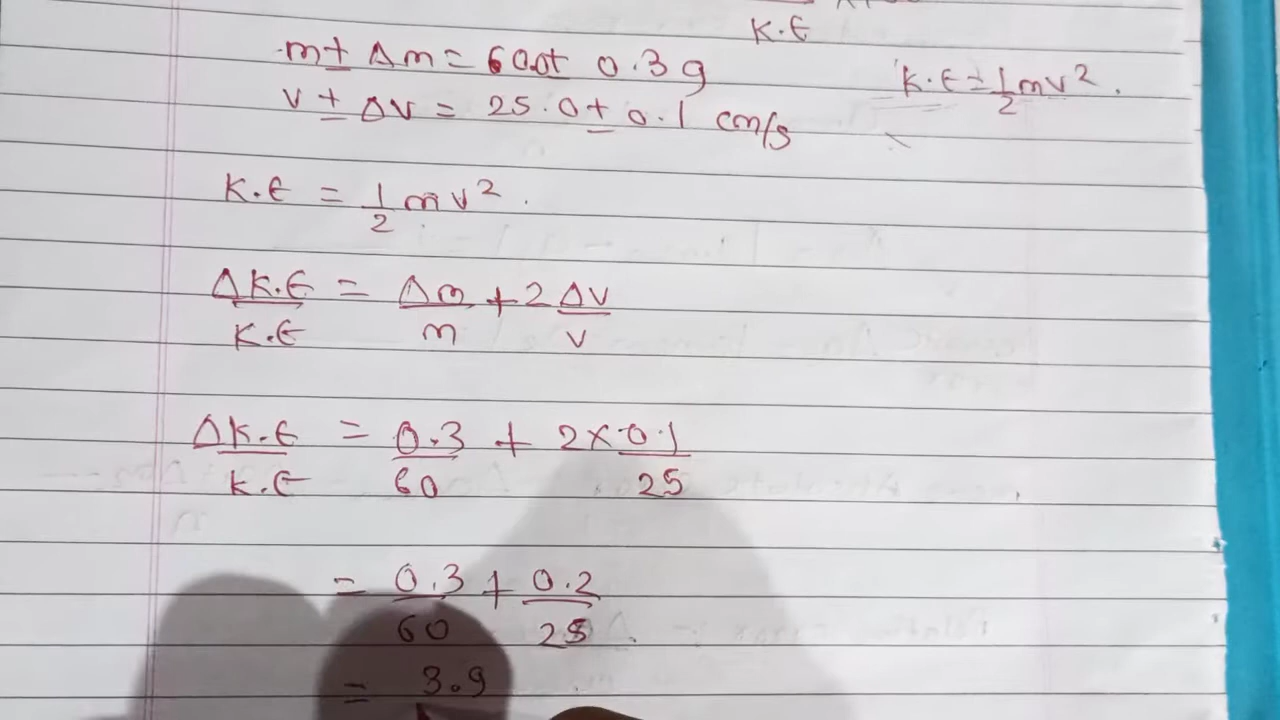 K.E
m ± Δm = 60.0± 0.3 g
K.E = 1/2 mv².
v ± Δv = 25.0 ± 0.1 cm/s
K.E = 1/2 mv².
ΔK.E/K.E = Δm/m + 2 Δv/v
ΔK.E/K.E = 0.3/60 + 2×0.1/25
= 0.3/60 + 0.2/25.
= 3.9